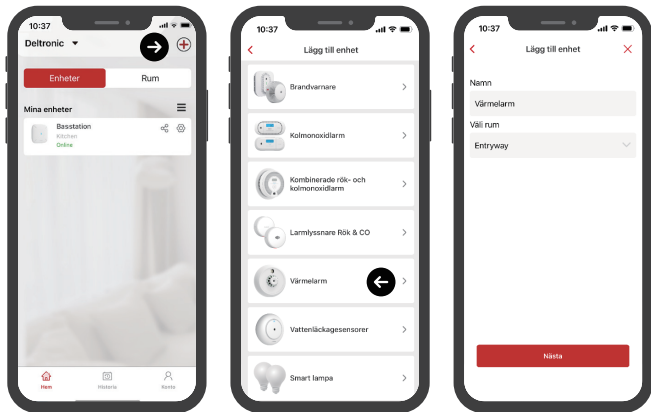 10:37
Deltronic
Enheter
Rum
Mina enheter
Basstation
Kitchen
Online
Hem
Historia
Konto
10:37
Lägg till enhet
Brandvarnare
Kolmonoxidlarm
Kombinerade rök- och
kolmonoxidlarm
Larmlyssnare Rök & CO
Värmelarm
Vattenläckagesensorer
Smart lampa
10:37
Lägg till enhet
Namn
Värmelarm
Väli rum
Entryway
Nästa